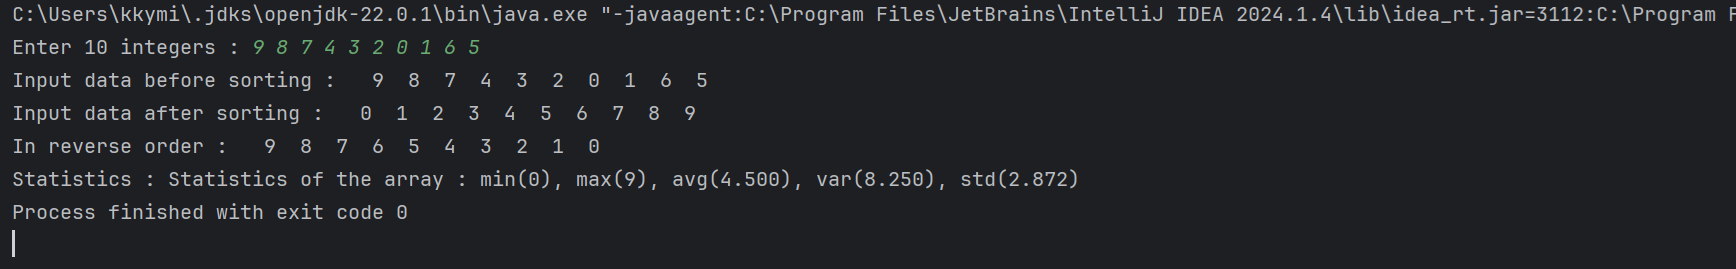 C:\Users\kkymi\.jdks\openjdk-22.0.1\bin\java.exe "-javaagent:C:\Program Files\JetBrains\IntelliJ IDEA 2024.1.4\lib\idea_rt.jar=3112:C:\Program F
Enter 10 integers : 9 8 7 4 3 2 0 1 6 5
Input data before sorting :   9  8  7  4  3  2  0  1  6  5
Input data after sorting :   0  1  2  3  4  5  6  7  8  9
In reverse order :   9  8  7  6  5  4  3  2  1  0
Statistics : Statistics of the array : min(0), max(9), avg(4.500), var(8.250), std(2.872)
Process finished with exit code 0